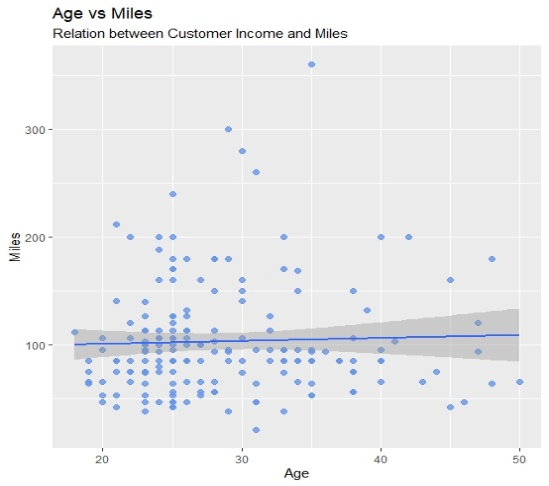 Age vs Miles
Relation between Customer Income and Miles
300
200
100
Miles
20 30 40 50
Age